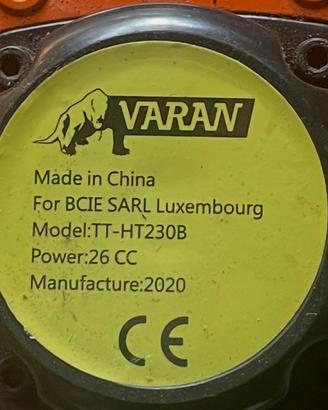 VARAN
Made in China
For BCIE SARL Luxembourg
Model:TT-HT230B
Power:26 CC
Manufacture:2020
CE